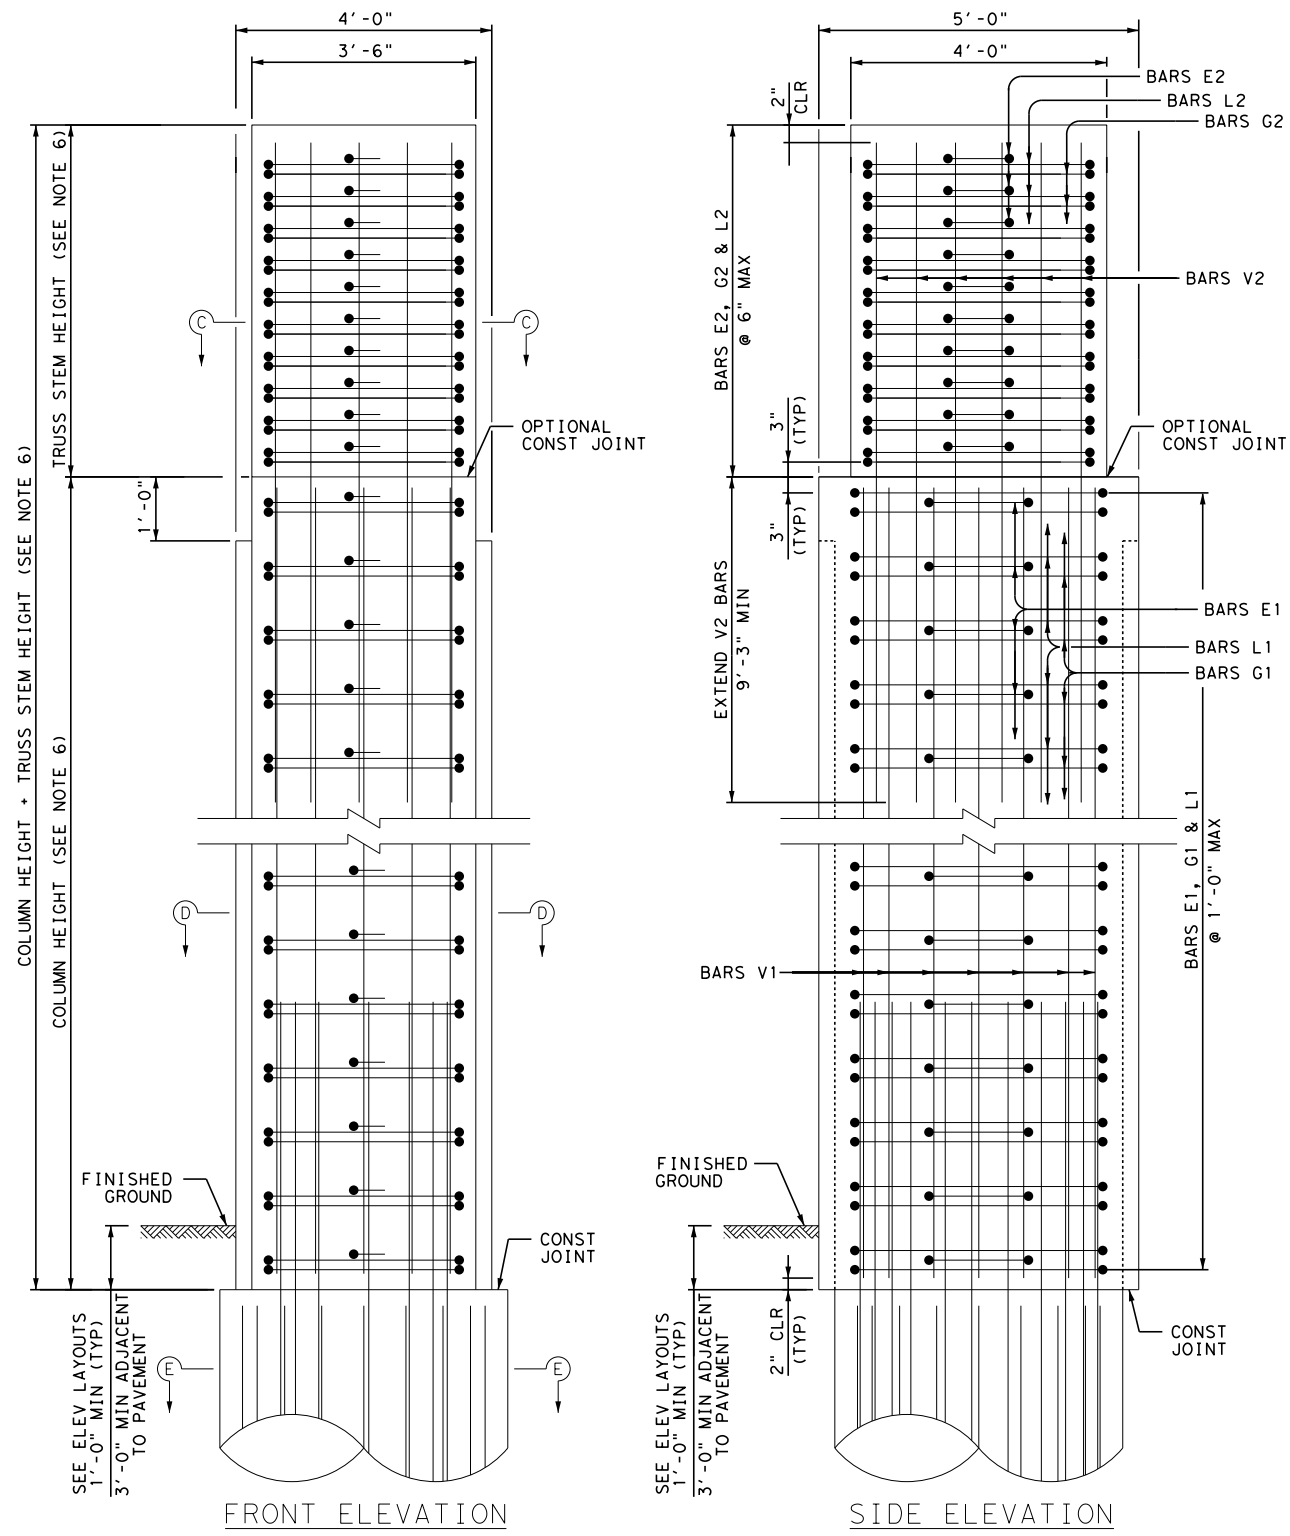 4'-0"
3'-6"
TRUSS STEM HEIGHT (SEE NOTE 6)
COLUMN HEIGHT + TRUSS STEM HEIGHT (SEE NOTE 6)
COLUMN HEIGHT (SEE NOTE 6)
1'-0"
C
C
OPTIONAL
CONST JOINT
D
D
FINISHED
GROUND
CONST
JOINT
SEE ELEV LAYOUTS
1'-0" MIN (TYP)
3'-0" MIN ADJACENT
TO PAVEMENT
E
E
FRONT ELEVATION
5'-0"
4'-0"
2"
CLR
BARS E2
BARS L2
BARS G2
BARS E2, G2 & L2
@ 6" MAX
BARS V2
3"
(TYP)
OPTIONAL
CONST JOINT
3"
(TYP)
EXTEND V2 BARS
9'-3" MIN
BARS E1
BARS L1
BARS G1
BARS E1, G1 & L1
@ 1'-0" MAX
BARS V1
FINISHED
GROUND
2" CLR
(TYP)
CONST
JOINT
SEE ELEV LAYOUTS
1'-0" MIN (TYP)
3'-0" MIN ADJACENT
TO PAVEMENT
SIDE ELEVATION